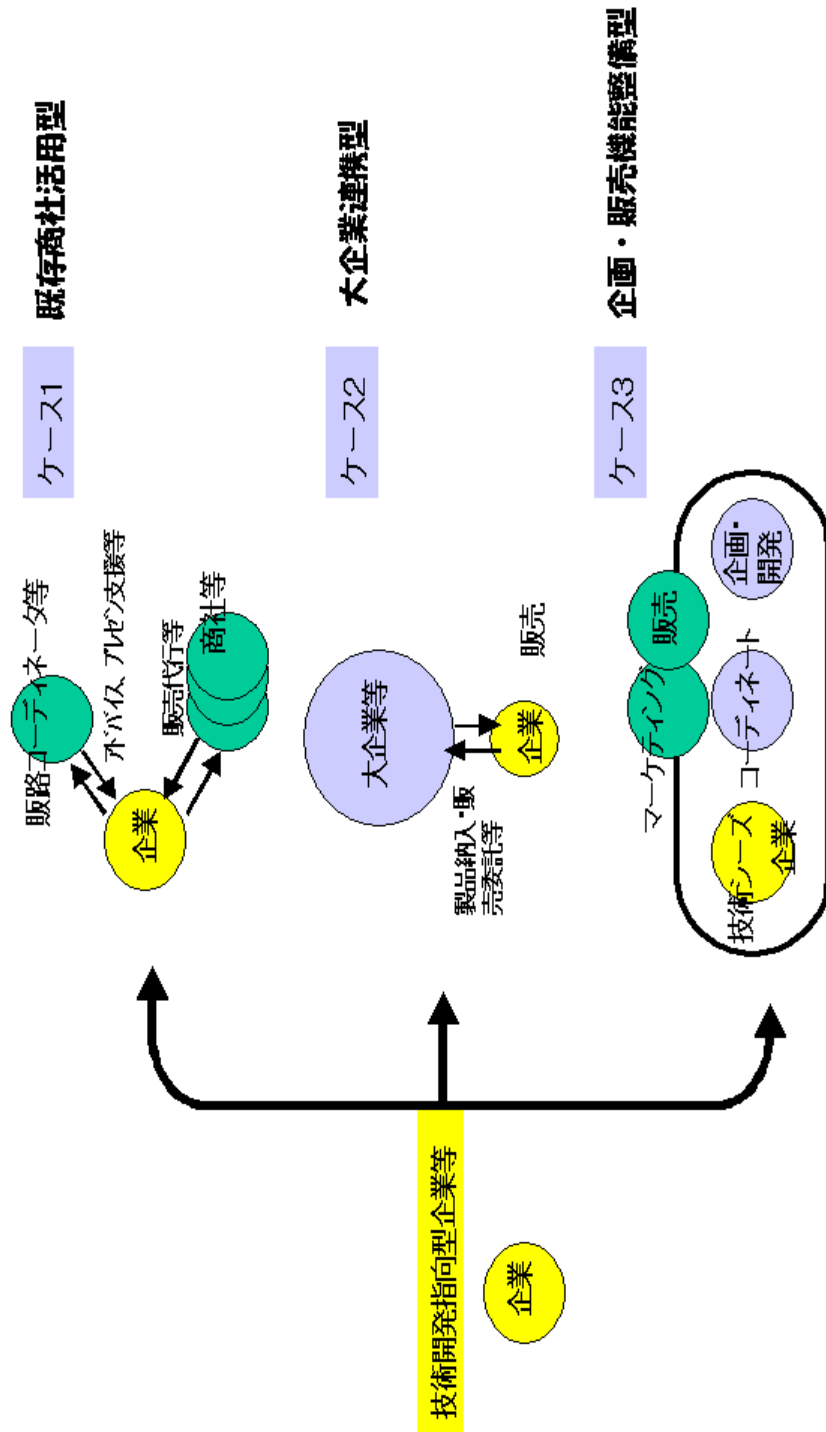 技術開発指向型企業等
企業
ケース1
既存商社活用型
販路コーディネータ等
アドバイス、プレゼン支援等
企業
販売代行等
商社等
ケース2
大企業連携型
大企業等
製品納入・販
売委託等
企業
販売
ケース3
企画・販売機能整備型
マーケティング
販売
技術シーズ
企業
コーディネート
企画・
開発